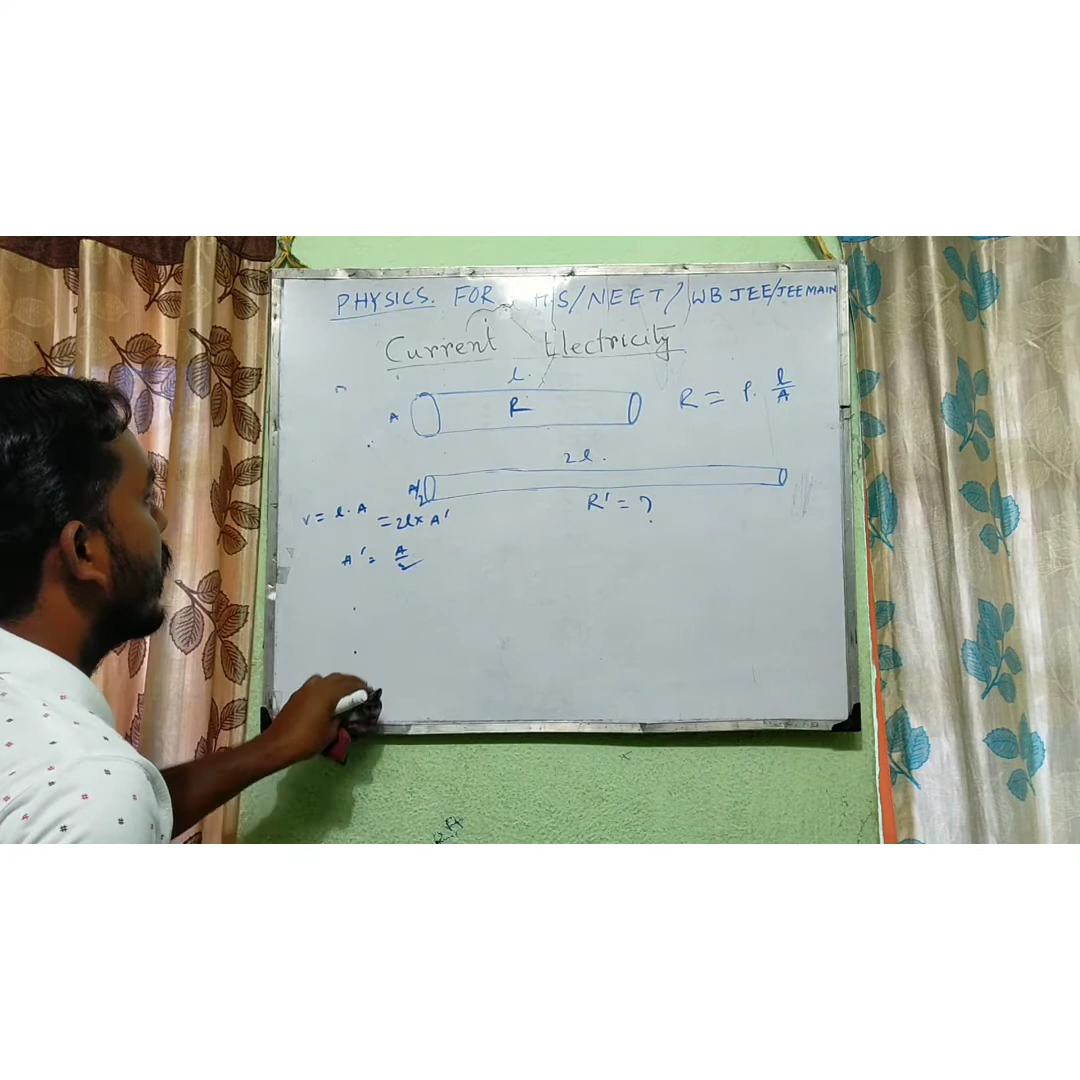 PHYSICS. FOR HS/NEET/WB JEE/JEE MAIN
Current Electricity
l.
A R R = ρ. l/A
2l.
A/2 R' = ?
V = l.A = 2l × A'
A' = A/2